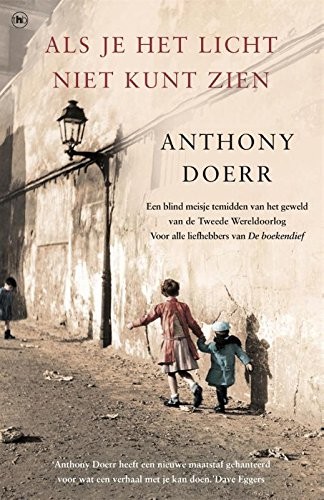 h
ALS JE HET LICHT
NIET KUNT ZIEN
ANTHONY
DOERR
Een blind meisje temidden van het geweld
van de Tweede Wereldoorlog
Voor alle liefhebbers van De boekendief
'Anthony Doerr heeft een nieuwe maatstaf gehanteerd
voor wat een verhaal met je kan doen.' Dave Eggers